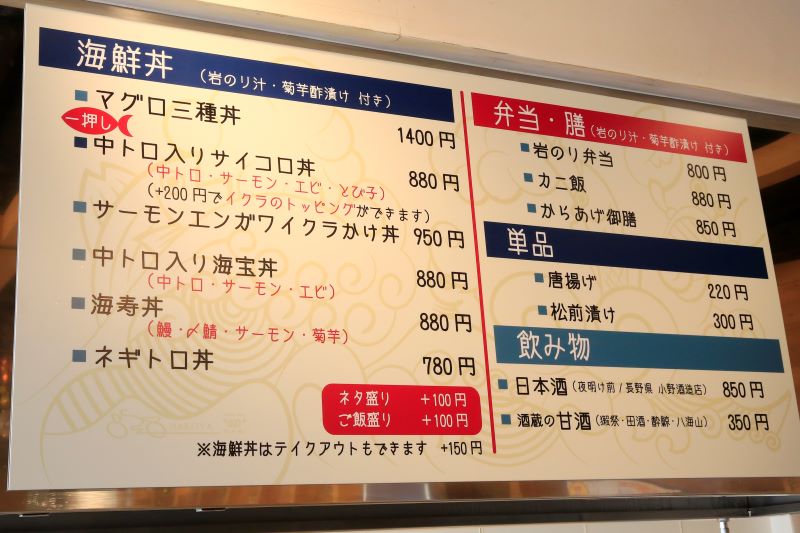 海鮮丼 (岩のリ汁・菊芋酢漬け 付き)
■マグロ三種丼 1400円
一押し
■中トロ入りサイコロ丼 880円
(中トロ・サーモン・エビ・とび子)
(+200円でイクラのトッピングができます)
■サーモンエンガワイクラかけ丼 950円
■中トロ入り海宝丼 880円
(中トロ・サーモン・エビ)
■海寿丼 880円
(鰻・〆鯖・サーモン・菊芋)
■ネギトロ丼 780円
ネタ盛り +100円
ご飯盛り +100円
※海鮮丼はテイクアウトもできます +150円
弁当・膳 (岩のり汁・菊芋酢漬け 付き)
■岩のり弁当 800円
■カニ飯 880円
■からあげ御膳 850円
単品
■唐揚げ 220円
■松前漬け 300円
飲み物
■日本酒 (夜明け前/長野県 小野酒造店) 850円
■酒蔵の甘酒 (獺祭・田酒・酔鯨・八海山) 350円